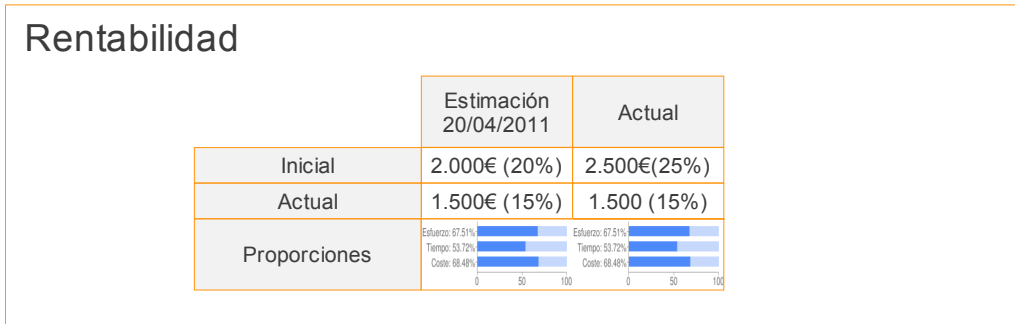 Rentabilidad
Estimación
20/04/2011
Actual
Inicial
2.000€ (20%)
2.500€(25%)
Actual
1.500€ (15%)
1.500 (15%)
Proporciones
Esfuerzo: 67.51%
Tiempo: 53.72%
Coste: 68.48%
0 50 100
Esfuerzo: 67.51%
Tiempo: 53.72%
Coste: 68.48%
0 50 100